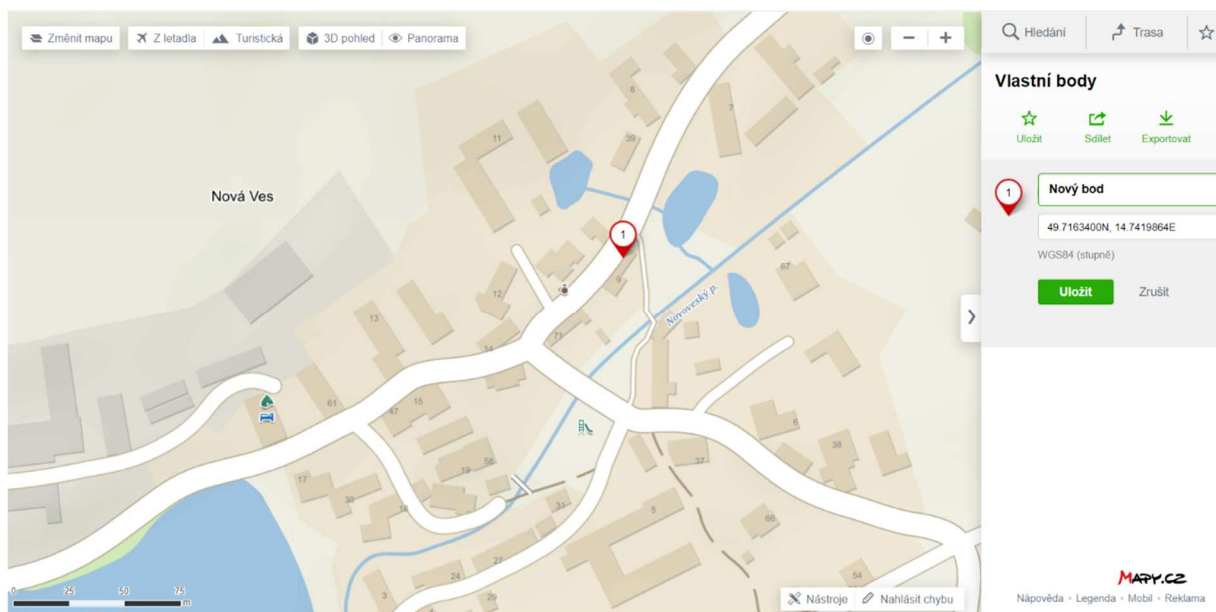 Změnit mapu
Z letadla
Turistická
3D pohled
Panorama
Hledání
Trasa
Vlastní body
Uložit
Sdílet
Exportovat
1
Nový bod
49.7163400N, 14.7419864E
WGS84 (stupně)
Uložit
Zrušit
8
7
11
39
Nová Ves
1
67
9
12
Novoveský p.
13
71
14
61
15
47
6
38
58
19
37
17
30
18
31
5
66
27
24
54
3
29
0 25 50 75
m
Nástroje
Nahlásit chybu
MAPY.CZ
Nápověda • Legenda • Mobil • Reklama